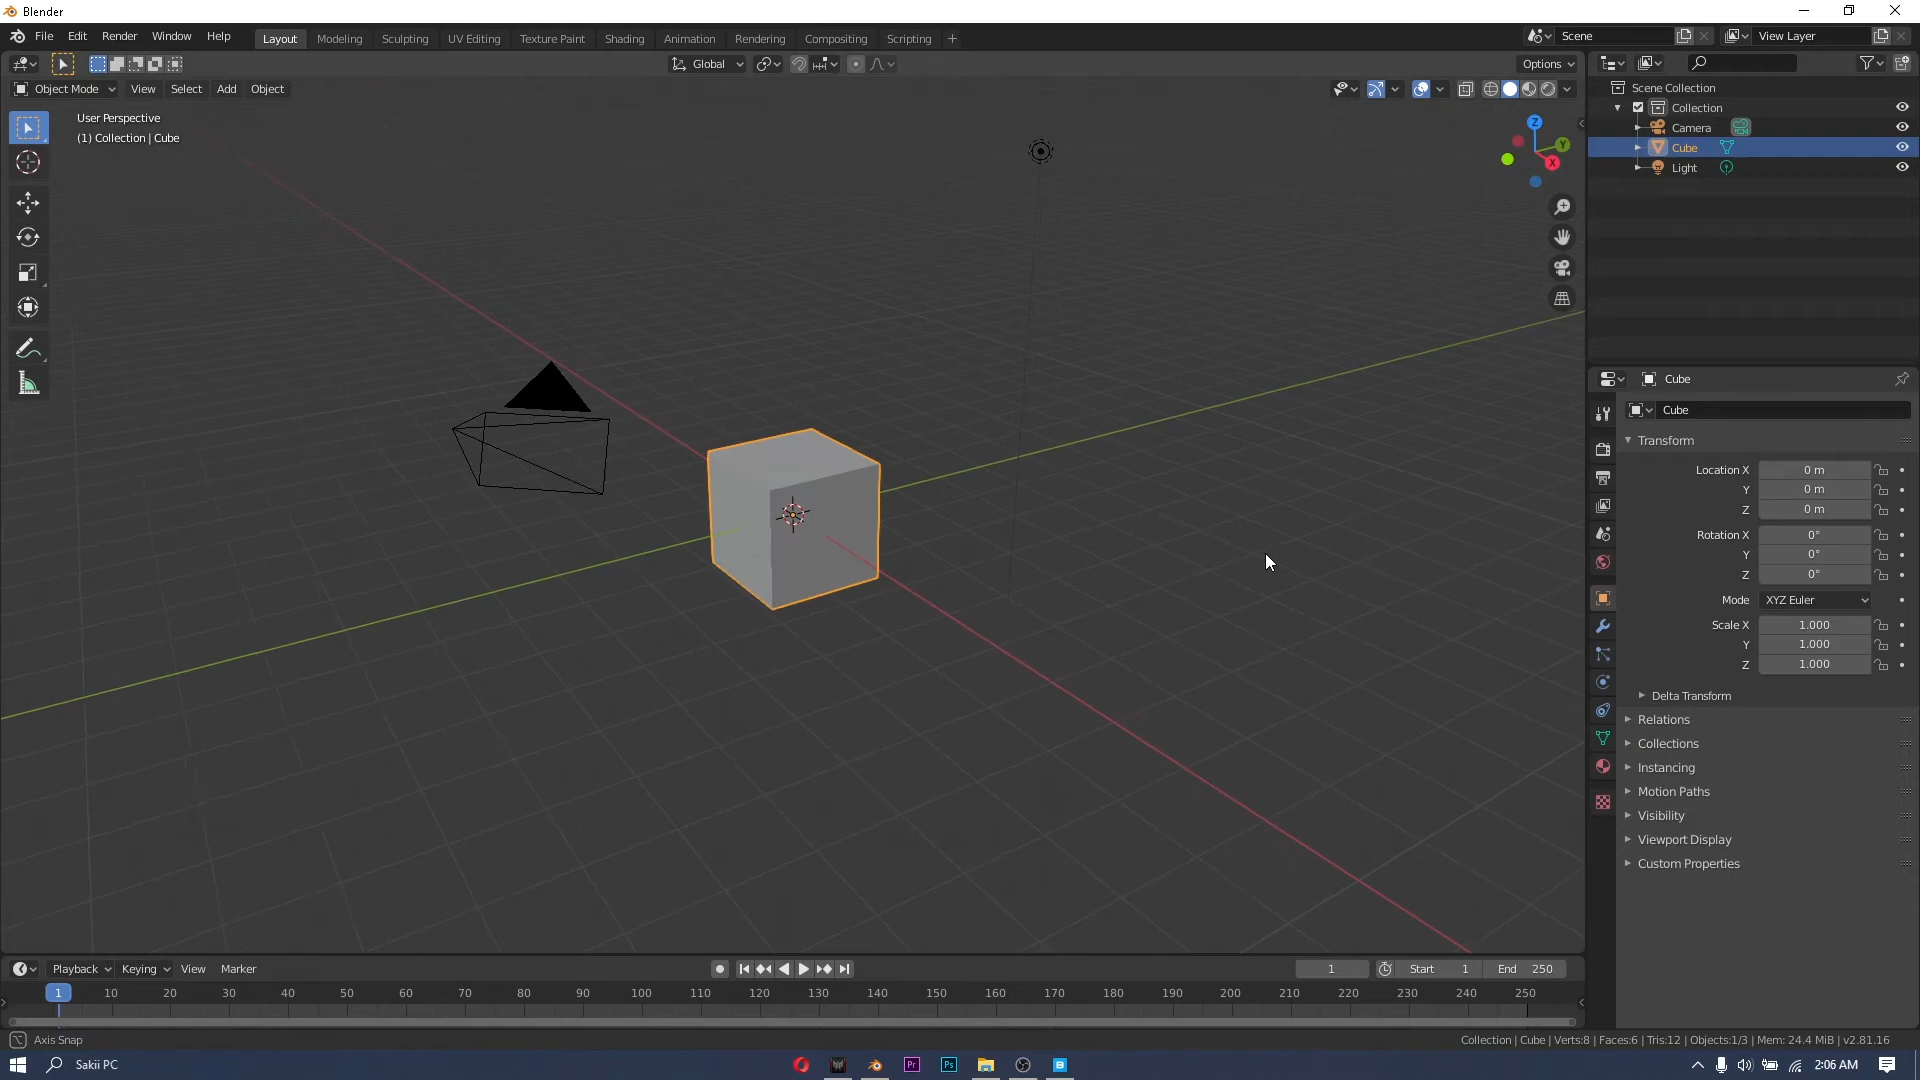 Blender
File Edit Render Window Help Layout Modeling Sculpting UV Editing Texture Paint Shading Animation Rendering Compositing Scripting + Scene View Layer
Global Options
Object Mode View Select Add Object
User Perspective
(1) Collection | Cube
Z
Y
X
Scene Collection
Collection
Camera
Cube
Light
Cube
Cube
Transform
Location X 0 m
Y 0 m
Z 0 m
Rotation X 0°
Y 0°
Z 0°
Mode XYZ Euler
Scale X 1.000
Y 1.000
Z 1.000
Delta Transform
Relations
Collections
Instancing
Motion Paths
Visibility
Viewport Display
Custom Properties
Playback Keying View Marker 1 Start 1 End 250
1 10 20 30 40 50 60 70 80 90 100 110 120 130 140 150 160 170 180 190 200 210 220 230 240 250
Axis Snap Collection | Cube | Verts:8 | Faces:6 | Tris:12 | Objects:1/3 | Mem: 24.4 MiB | v2.81.16
Sakii PC Pr Ps B 2:06 AM